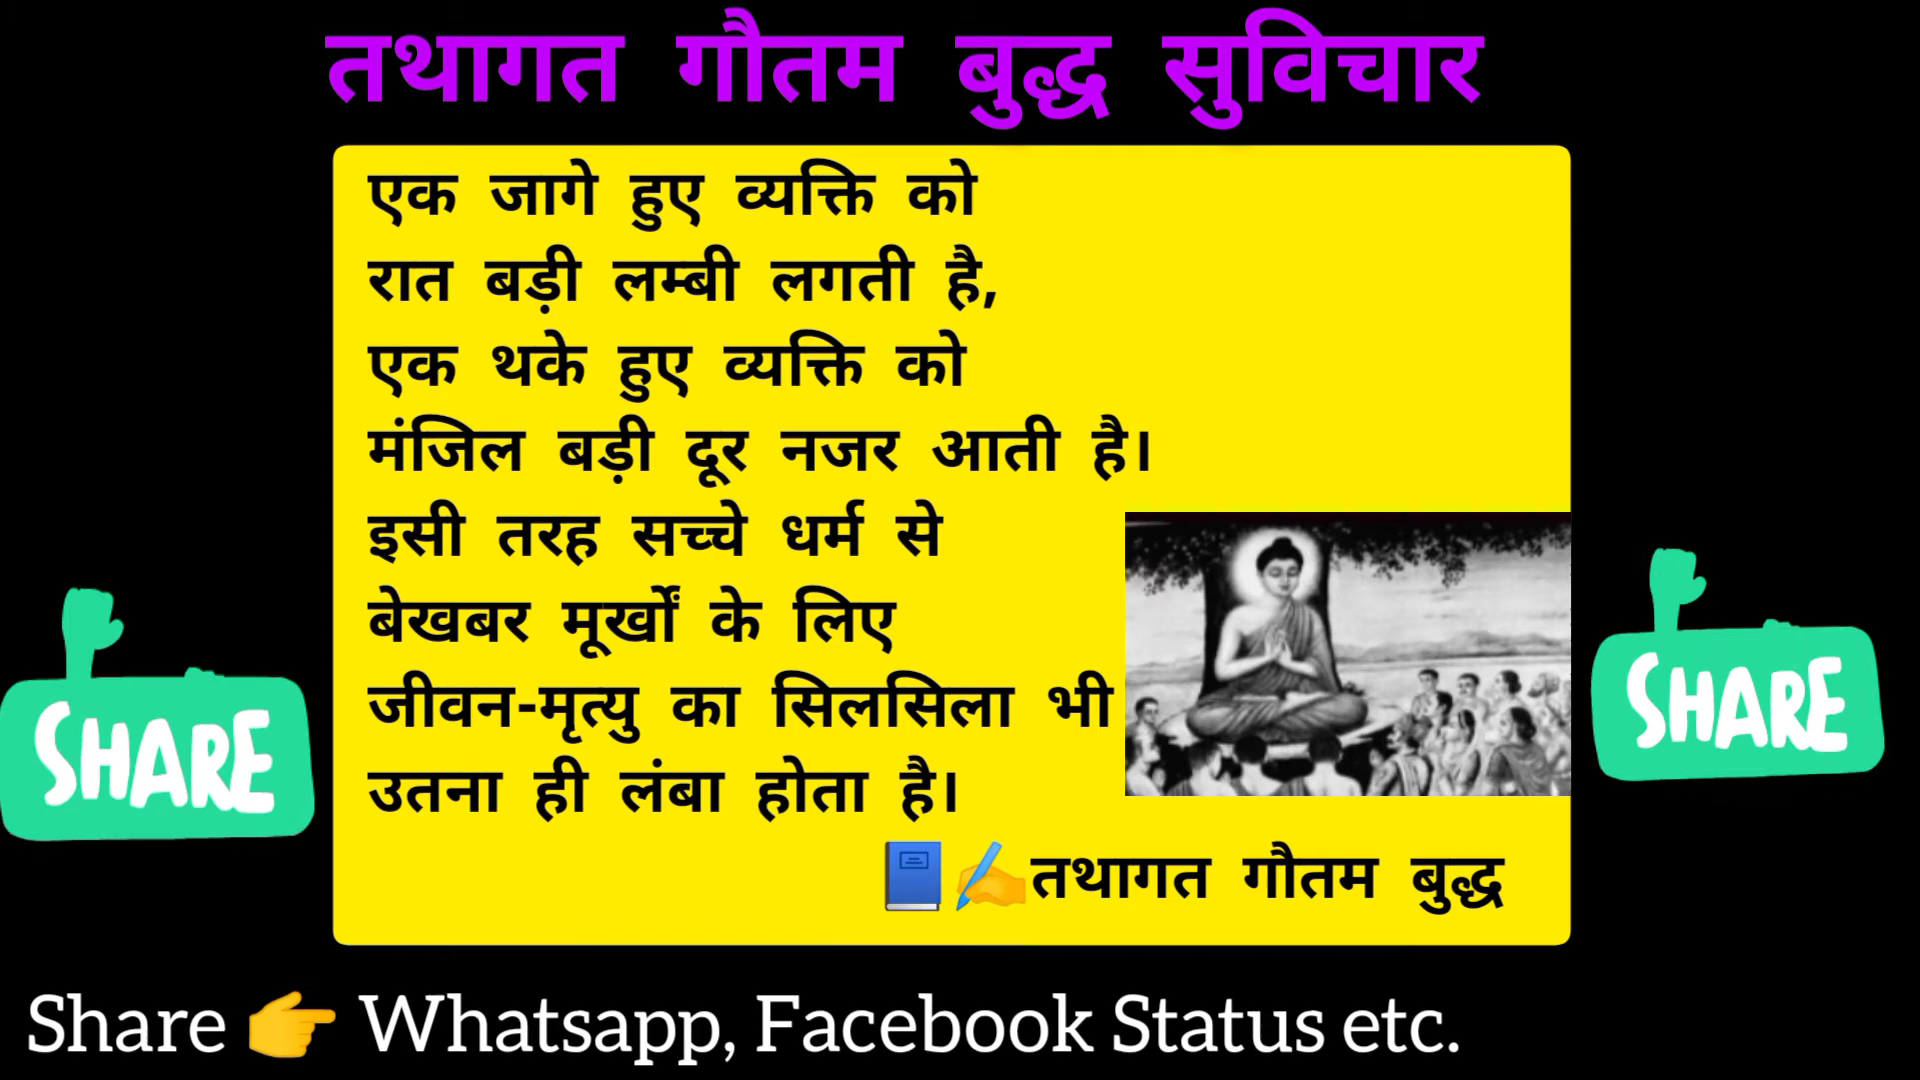 तथागत गौतम बुद्ध सुविचार
एक जागे हुए व्यक्ति को
रात बड़ी लम्बी लगती है,
एक थके हुए व्यक्ति को
मंजिल बड़ी दूर नजर आती है।
इसी तरह सच्चे धर्म से
बेखबर मूर्खों के लिए
जीवन-मृत्यु का सिलसिला भी
उतना ही लंबा होता है।
📘✍️तथागत गौतम बुद्ध
SHARE
SHARE
Share 👉 Whatsapp, Facebook Status etc.